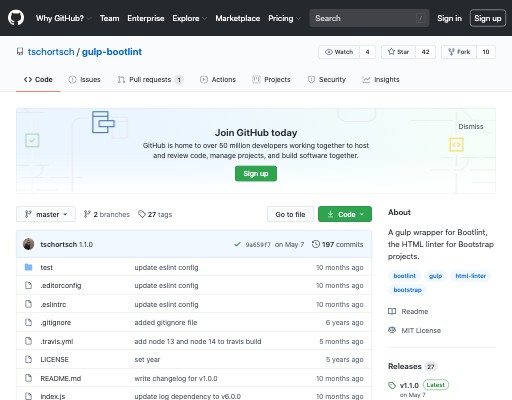 Why GitHub? Team Enterprise Explore Marketplace Pricing Search / Sign in Sign up
tschortsch / gulp-bootlint Watch 4 Star 42 Fork 10
Code Issues Pull requests 1 Actions Projects Security Insights
Dismiss
Join GitHub today
GitHub is home to over 50 million developers working together to host
and review code, manage projects, and build software together.
Sign up
master 2 branches 27 tags Go to file Code
tschortsch 1.1.0 9a659f7 on May 7 197 commits
test update eslint config 10 months ago
.editorconfig update eslint config 10 months ago
.eslintrc update eslint config 10 months ago
.gitignore added gitignore file 6 years ago
.travis.yml add node 13 and node 14 to travis build 5 months ago
LICENSE set year 5 years ago
README.md write changelog for v1.0.0 10 months ago
index.js update log dependency to v6.0.0 10 months ago
About
A gulp wrapper for Bootlint,
the HTML linter for Bootstrap
projects.
bootlint gulp html-linter
bootstrap
Readme
MIT License
Releases 27
v1.1.0 Latest
on May 7